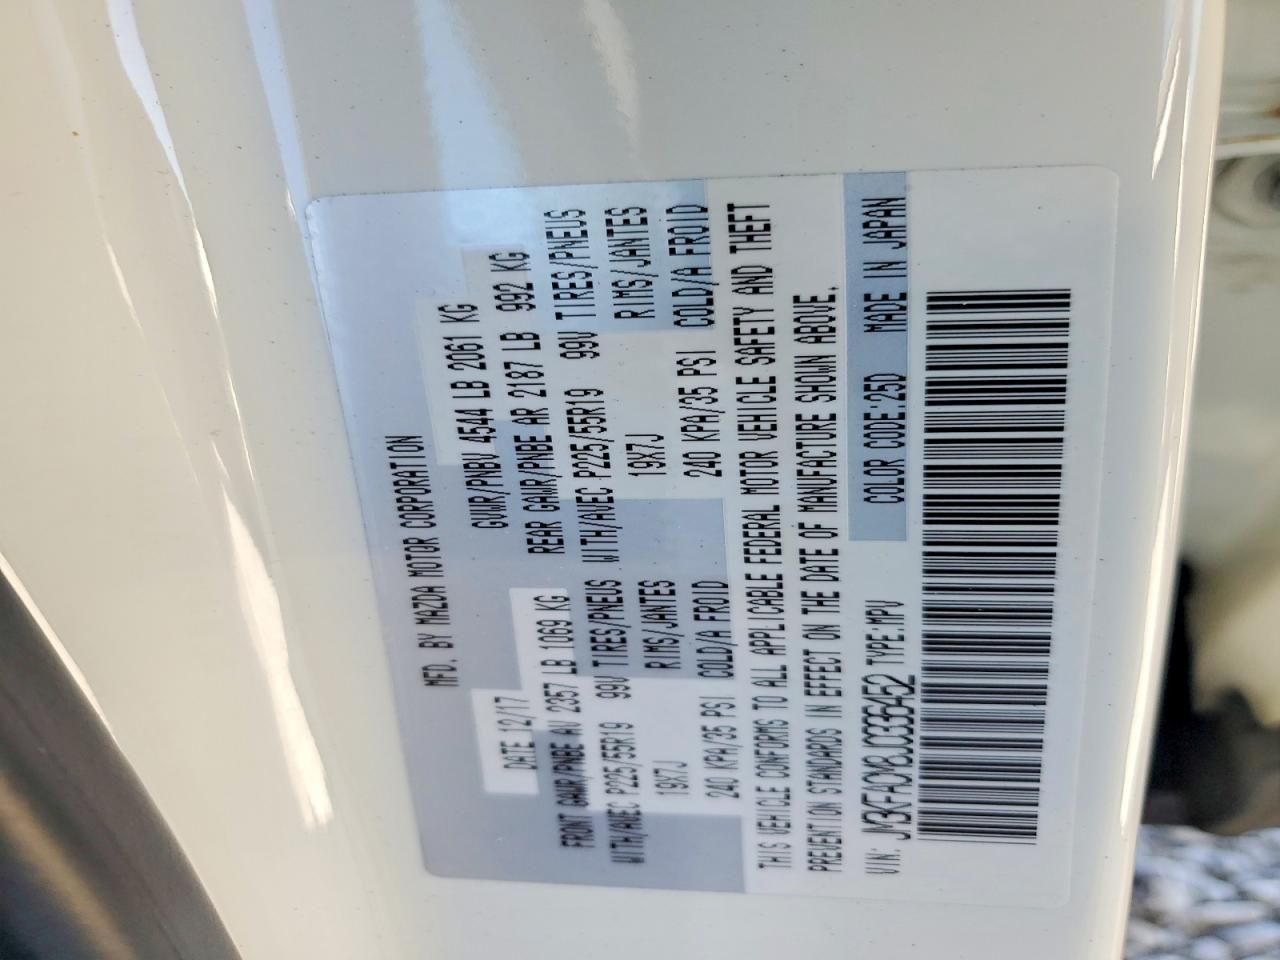 MFD. BY MAZDA MOTOR CORPORATION
DATE 12/17 GVWR/PNBV 4544 LB 2061 KG
FRONT GAWR/PNBE AV 2357 LB 1069 KG REAR GAWR/PNBE AR 2187 LB 992 KG
WITH/AVEC P225/55R19 99V TIRES/PNEUS WITH/AVEC P225/55R19 99V TIRES/PNEUS
19X7J RIMS/JANTES 19X7J RIMS/JANTES
240 KPA/35 PSI COLD/A FROID 240 KPA/35 PSI COLD/A FROID
THIS VEHICLE CONFORMS TO ALL APPLICABLE FEDERAL MOTOR VEHICLE SAFETY AND THEFT
PREVENTION STANDARDS IN EFFECT ON THE DATE OF MANUFACTURE SHOWN ABOVE.
VIN: JM3KFACM8J0336452 TYPE:MPV COLOR CODE:25D MADE IN JAPAN